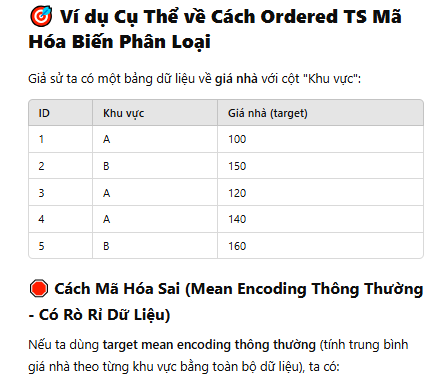 🎯 Ví dụ Cụ Thể về Cách Ordered TS Mã
Hóa Biến Phân Loại
Giả sử ta có một bảng dữ liệu về giá nhà với cột "Khu vực":
ID Khu vực Giá nhà (target)
1 A 100
2 B 150
3 A 120
4 A 140
5 B 160
🛑 Cách Mã Hóa Sai (Mean Encoding Thông Thường
- Có Rò Rỉ Dữ Liệu)
Nếu ta dùng target mean encoding thông thường (tính trung bình
giá nhà theo từng khu vực bằng toàn bộ dữ liệu), ta có: